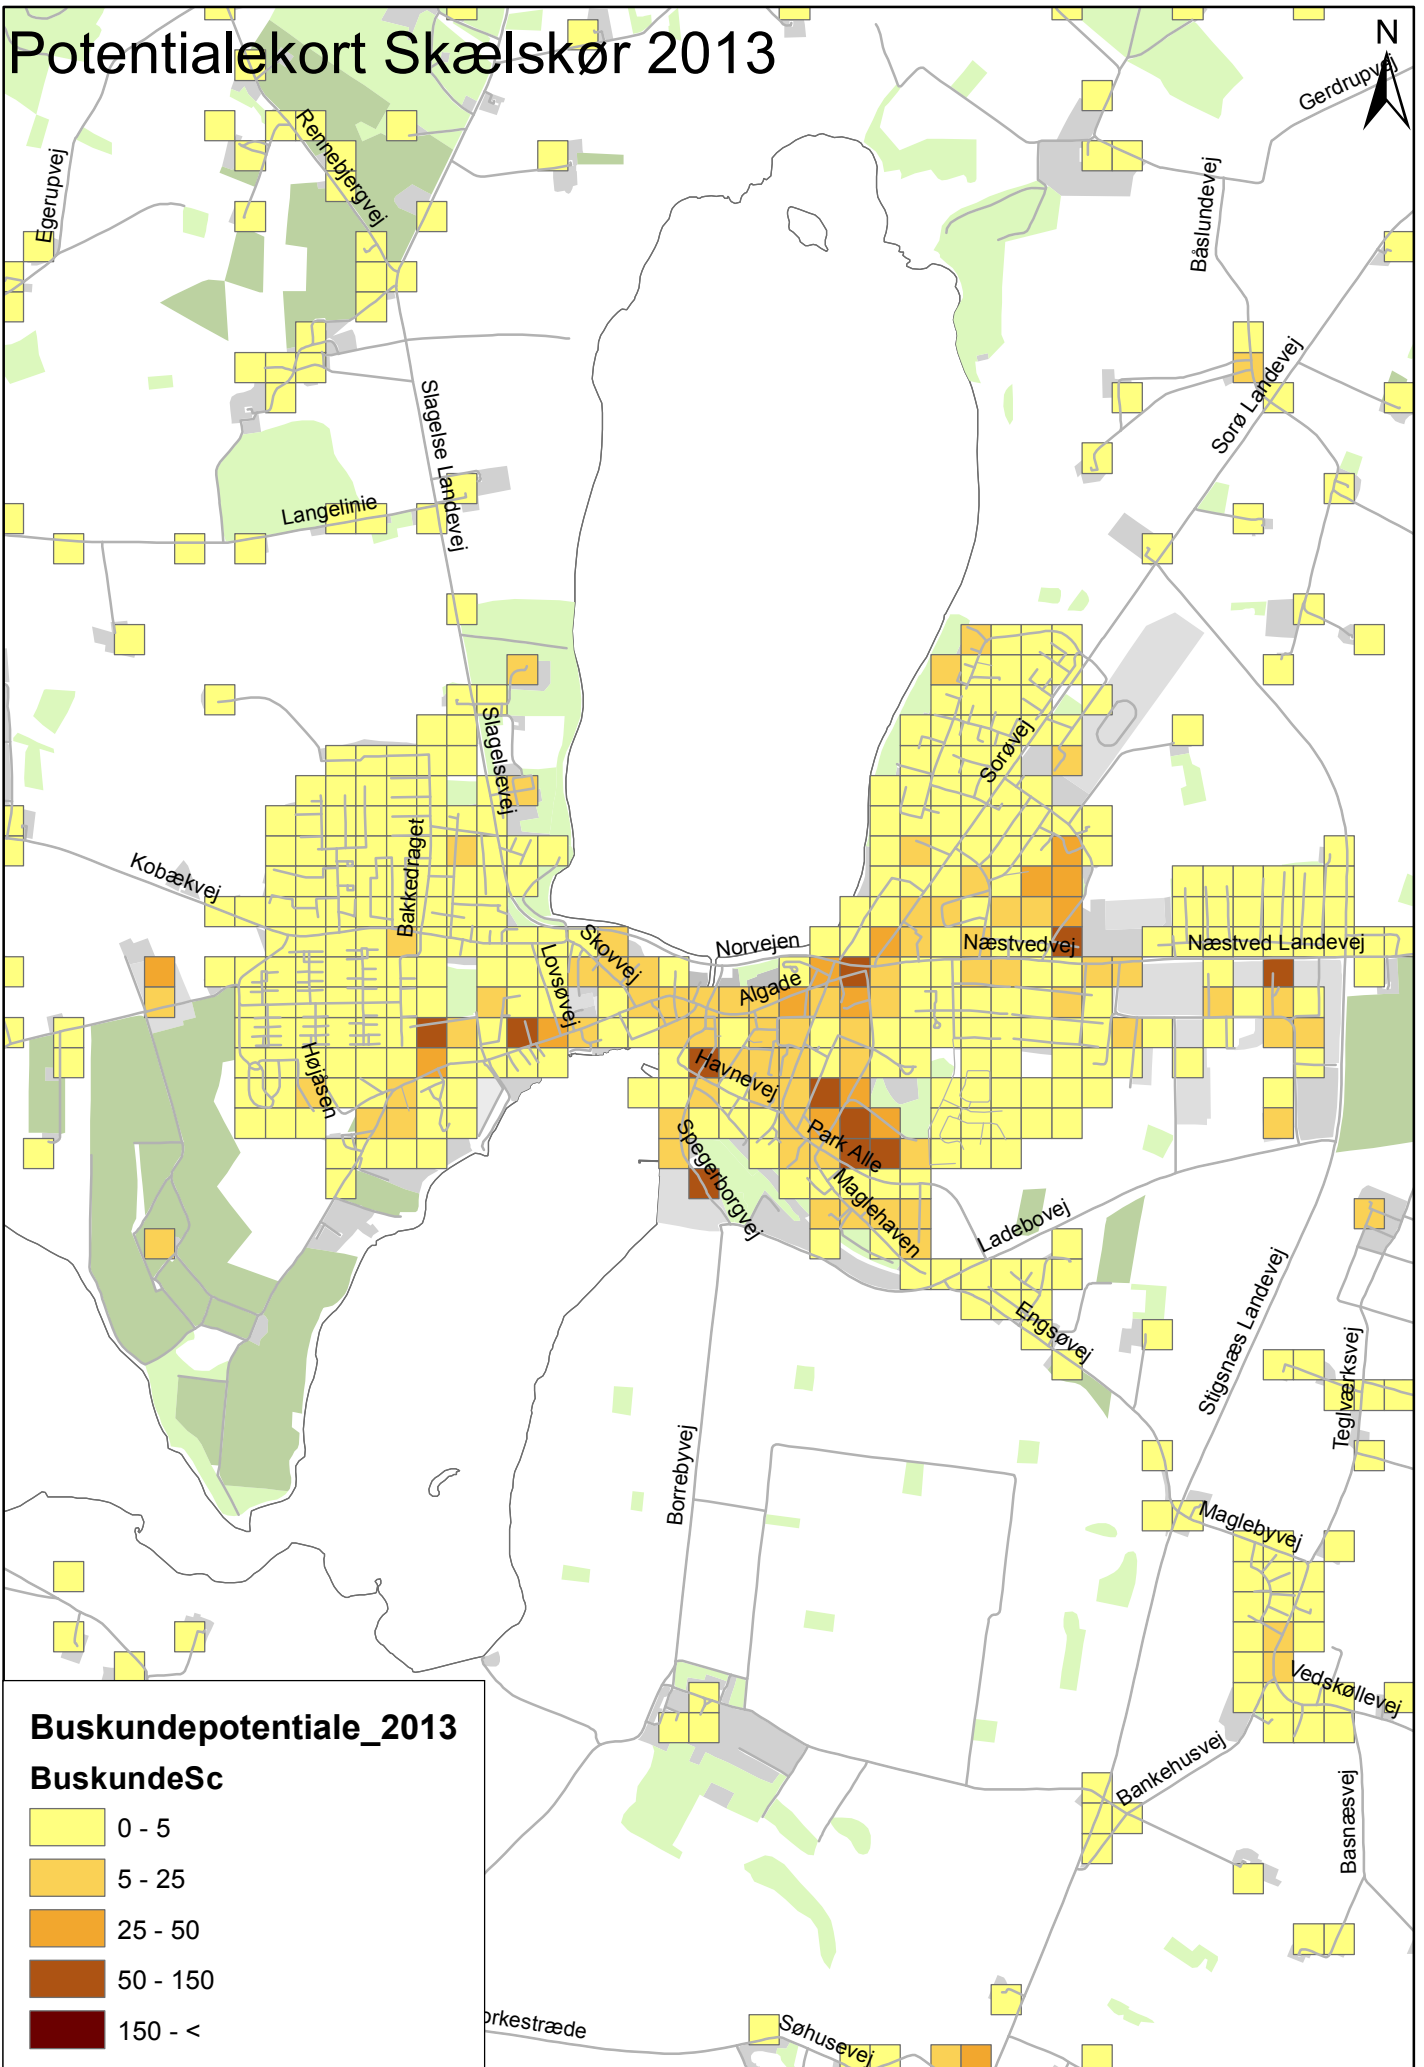 Potentialekort Skælskør 2013
N
Gerdrupvej
Rennebjergvej
Egerupvej
Båslundevej
Sorø Landevej
Slagelse Landevej
Langelinie
Slagelsevej
Sorøvej
Bakkedraget
Kobækvej
Skovvej
Norvejen
Næstvedvej
Næstved Landevej
Lovsøvej
Algade
Højåsen
Havnevej
Park Alle
Spegerborgvej
Maglehaven
Ladebovej
Engsøvej
Stigsnæs Landevej
Teglværksvej
Borrebyvej
Maglebyvej
Vedskøllevej
Bankehusvej
Basnæsvej
Søhusevej
Buskundepotentiale_2013
BuskundeSc
0 - 5
5 - 25
25 - 50
50 - 150
150 - <